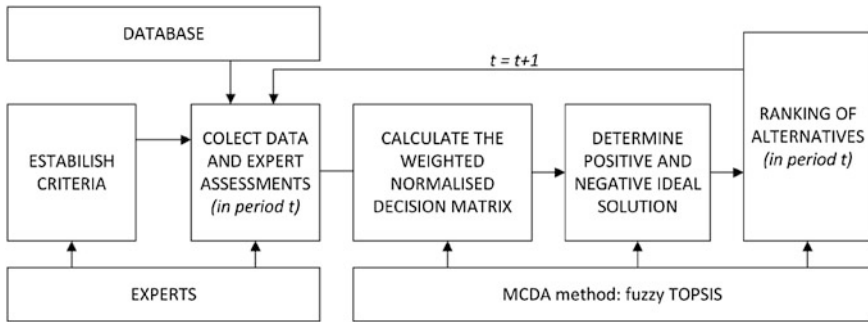 DATABASE
t = t+1
ESTABILISH
CRITERIA
COLECT DATA
AND EXPERT
ASSESSMENTS
(in period t)
CALCULATE THE
WEIGHTED
NORMALISED
DECISION MATRIX
DETERMINE
POSITIVE AND
NEGATIVE IDEAL
SOLUTION
RANKING OF
ALTERNATIVES
(in period t)
EXPERTS
MCDA method: fuzzy TOPSIS